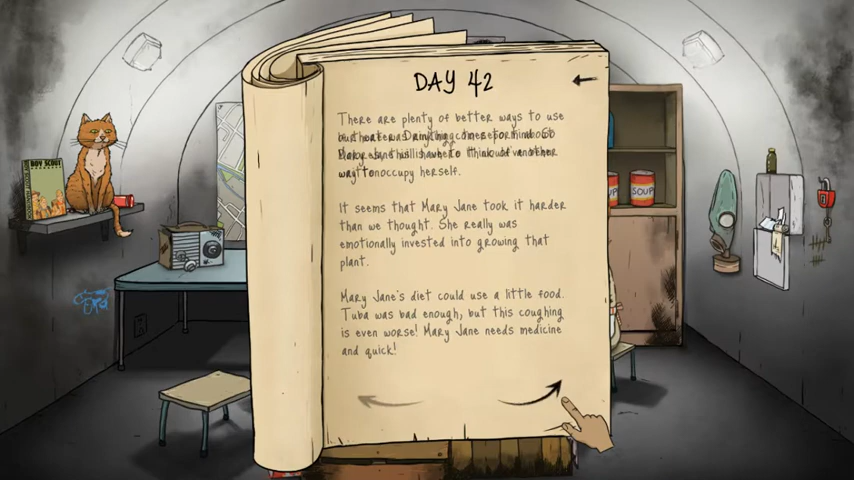 DAY 42
There are plenty of better ways to use
way to occupy herself.
It seems that Mary Jane took it harder
than we thought. She really was
emotionally invested into growing that
plant.
Mary Jane's diet could use a little food.
Tuba was bad enough, but this coughing
is even worse! Mary Jane needs medicine
and quick!
BOY SCOUT
SOUP